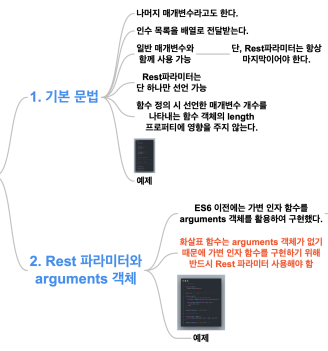 나머지 매개변수라고도 한다.
인수 목록을 배열로 전달받는다.
일반 매개변수와
함께 사용 가능
단, Rest파라미터는 항상
마지막이어야 한다.
1. 기본 문법
Rest파라미터는
단 하나만 선언 가능
함수 정의 시 선언한 매개변수 개수를
나타내는 함수 객체의 length
프로퍼티에 영향을 주지 않는다.
예제
ES6 이전에는 가변 인자 함수를
arguments 객체를 활용하여 구현했다.
2. Rest 파라미터와
arguments 객체
화살표 함수는 arguments 객체가 없기
때문에 가변 인자 함수를 구현하기 위해
반드시 Rest 파라미터 사용해야 함
예제